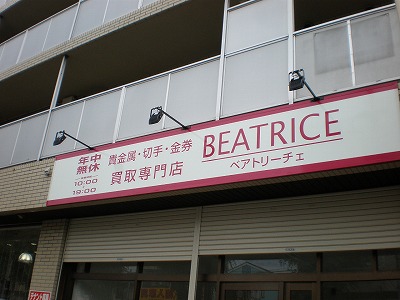 年中
無休
10:00
19:00
貴金属・切手・金券
買取専門店
BEATRICE
ベアトリーチェ